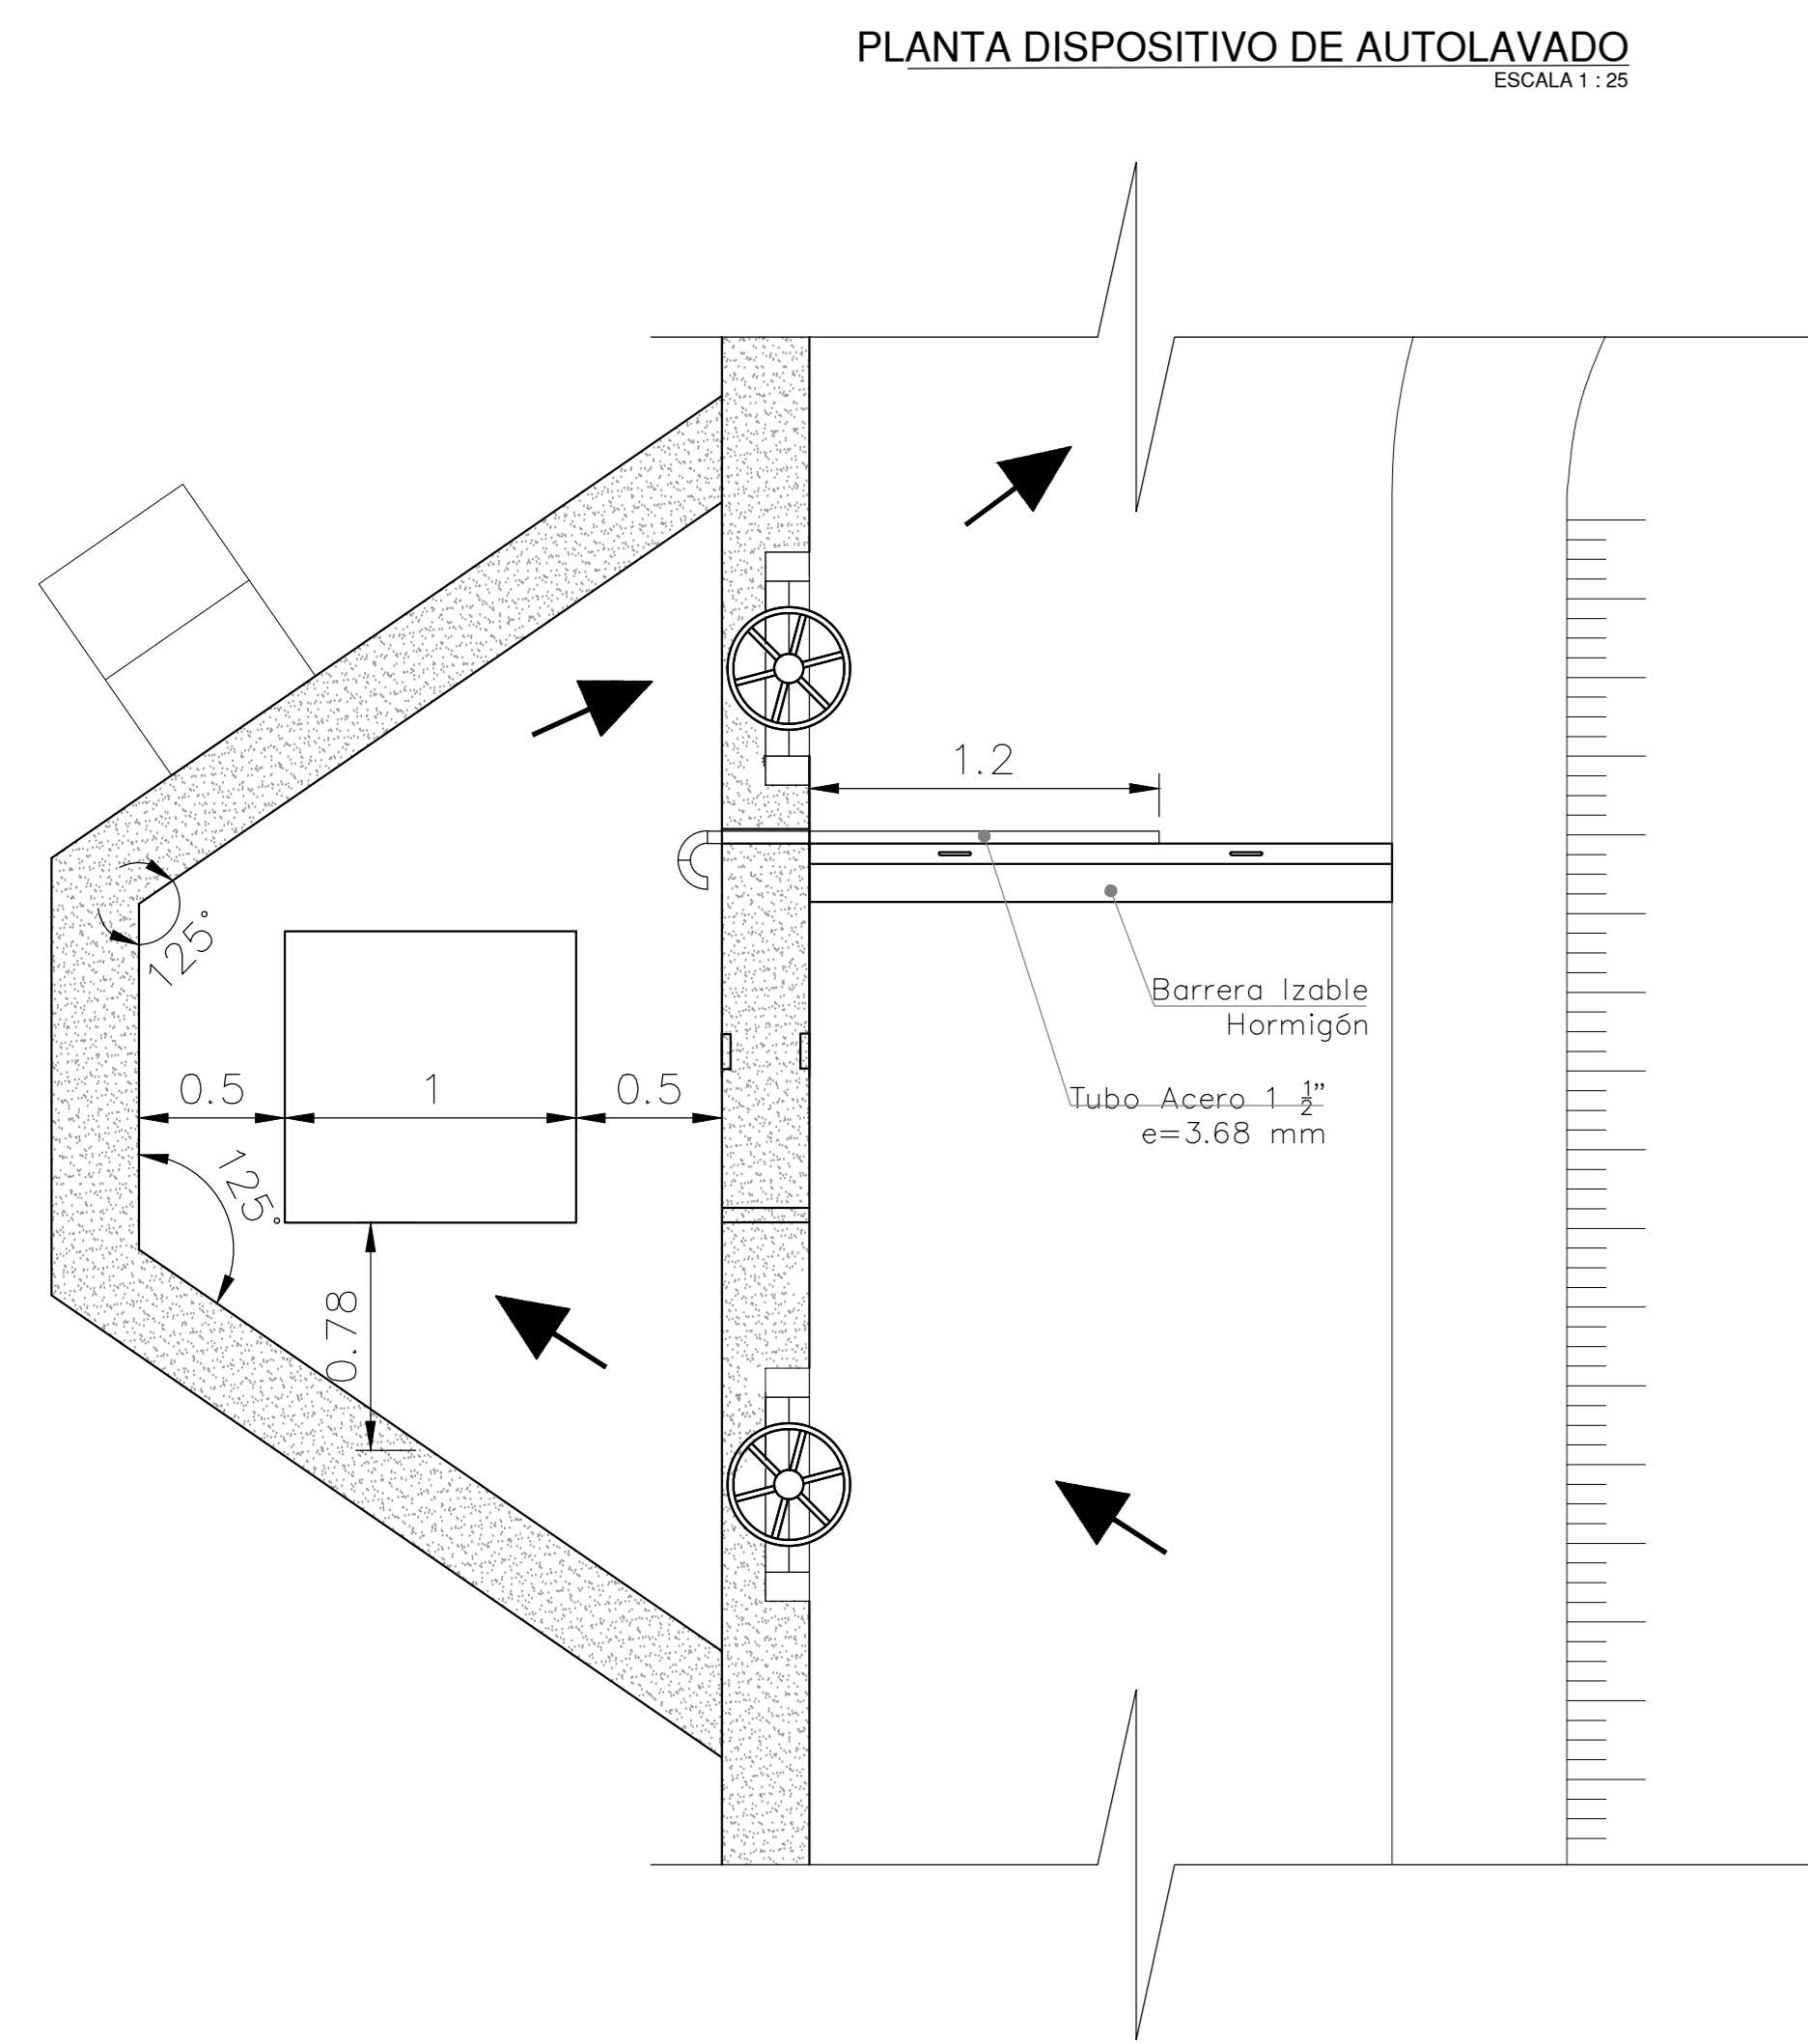 PLANTA DISPOSITIVO DE AUTOLAVADO
ESCALA 1 : 25
1.2
125°
Barrera Izable
Hormigón
0.5
1
0.5
Tubo Acero 1 1/2"
e=3.68 mm
125°
0.78